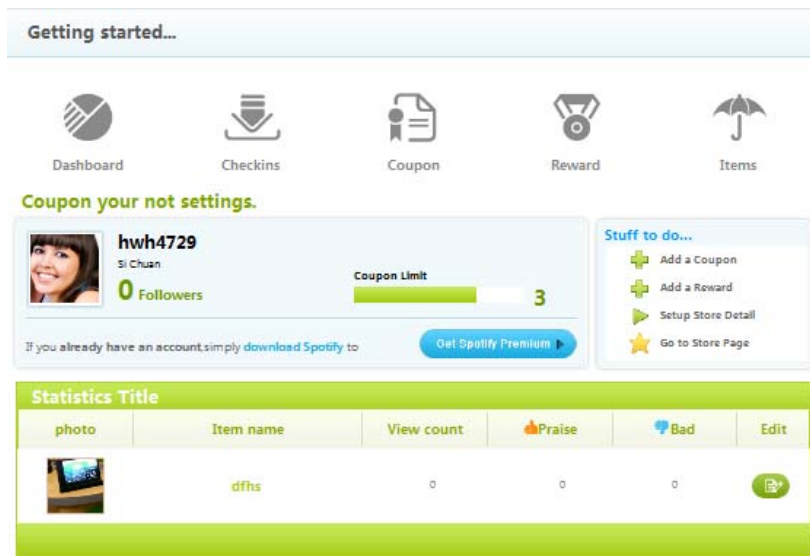 Getting started...
Dashboard Checkins Coupon Reward Items
Coupon your not settings.
hwh4729
Si Chuan
0 Followers
Coupon Limit
3
If you already have an account,simply download Spotify to
Get Spotify Premium
Stuff to do...
Add a Coupon
Add a Reward
Setup Store Detail
Go to Store Page
Statistics Title
photo Item name View count Praise Bad Edit
dfhs 0 0 0